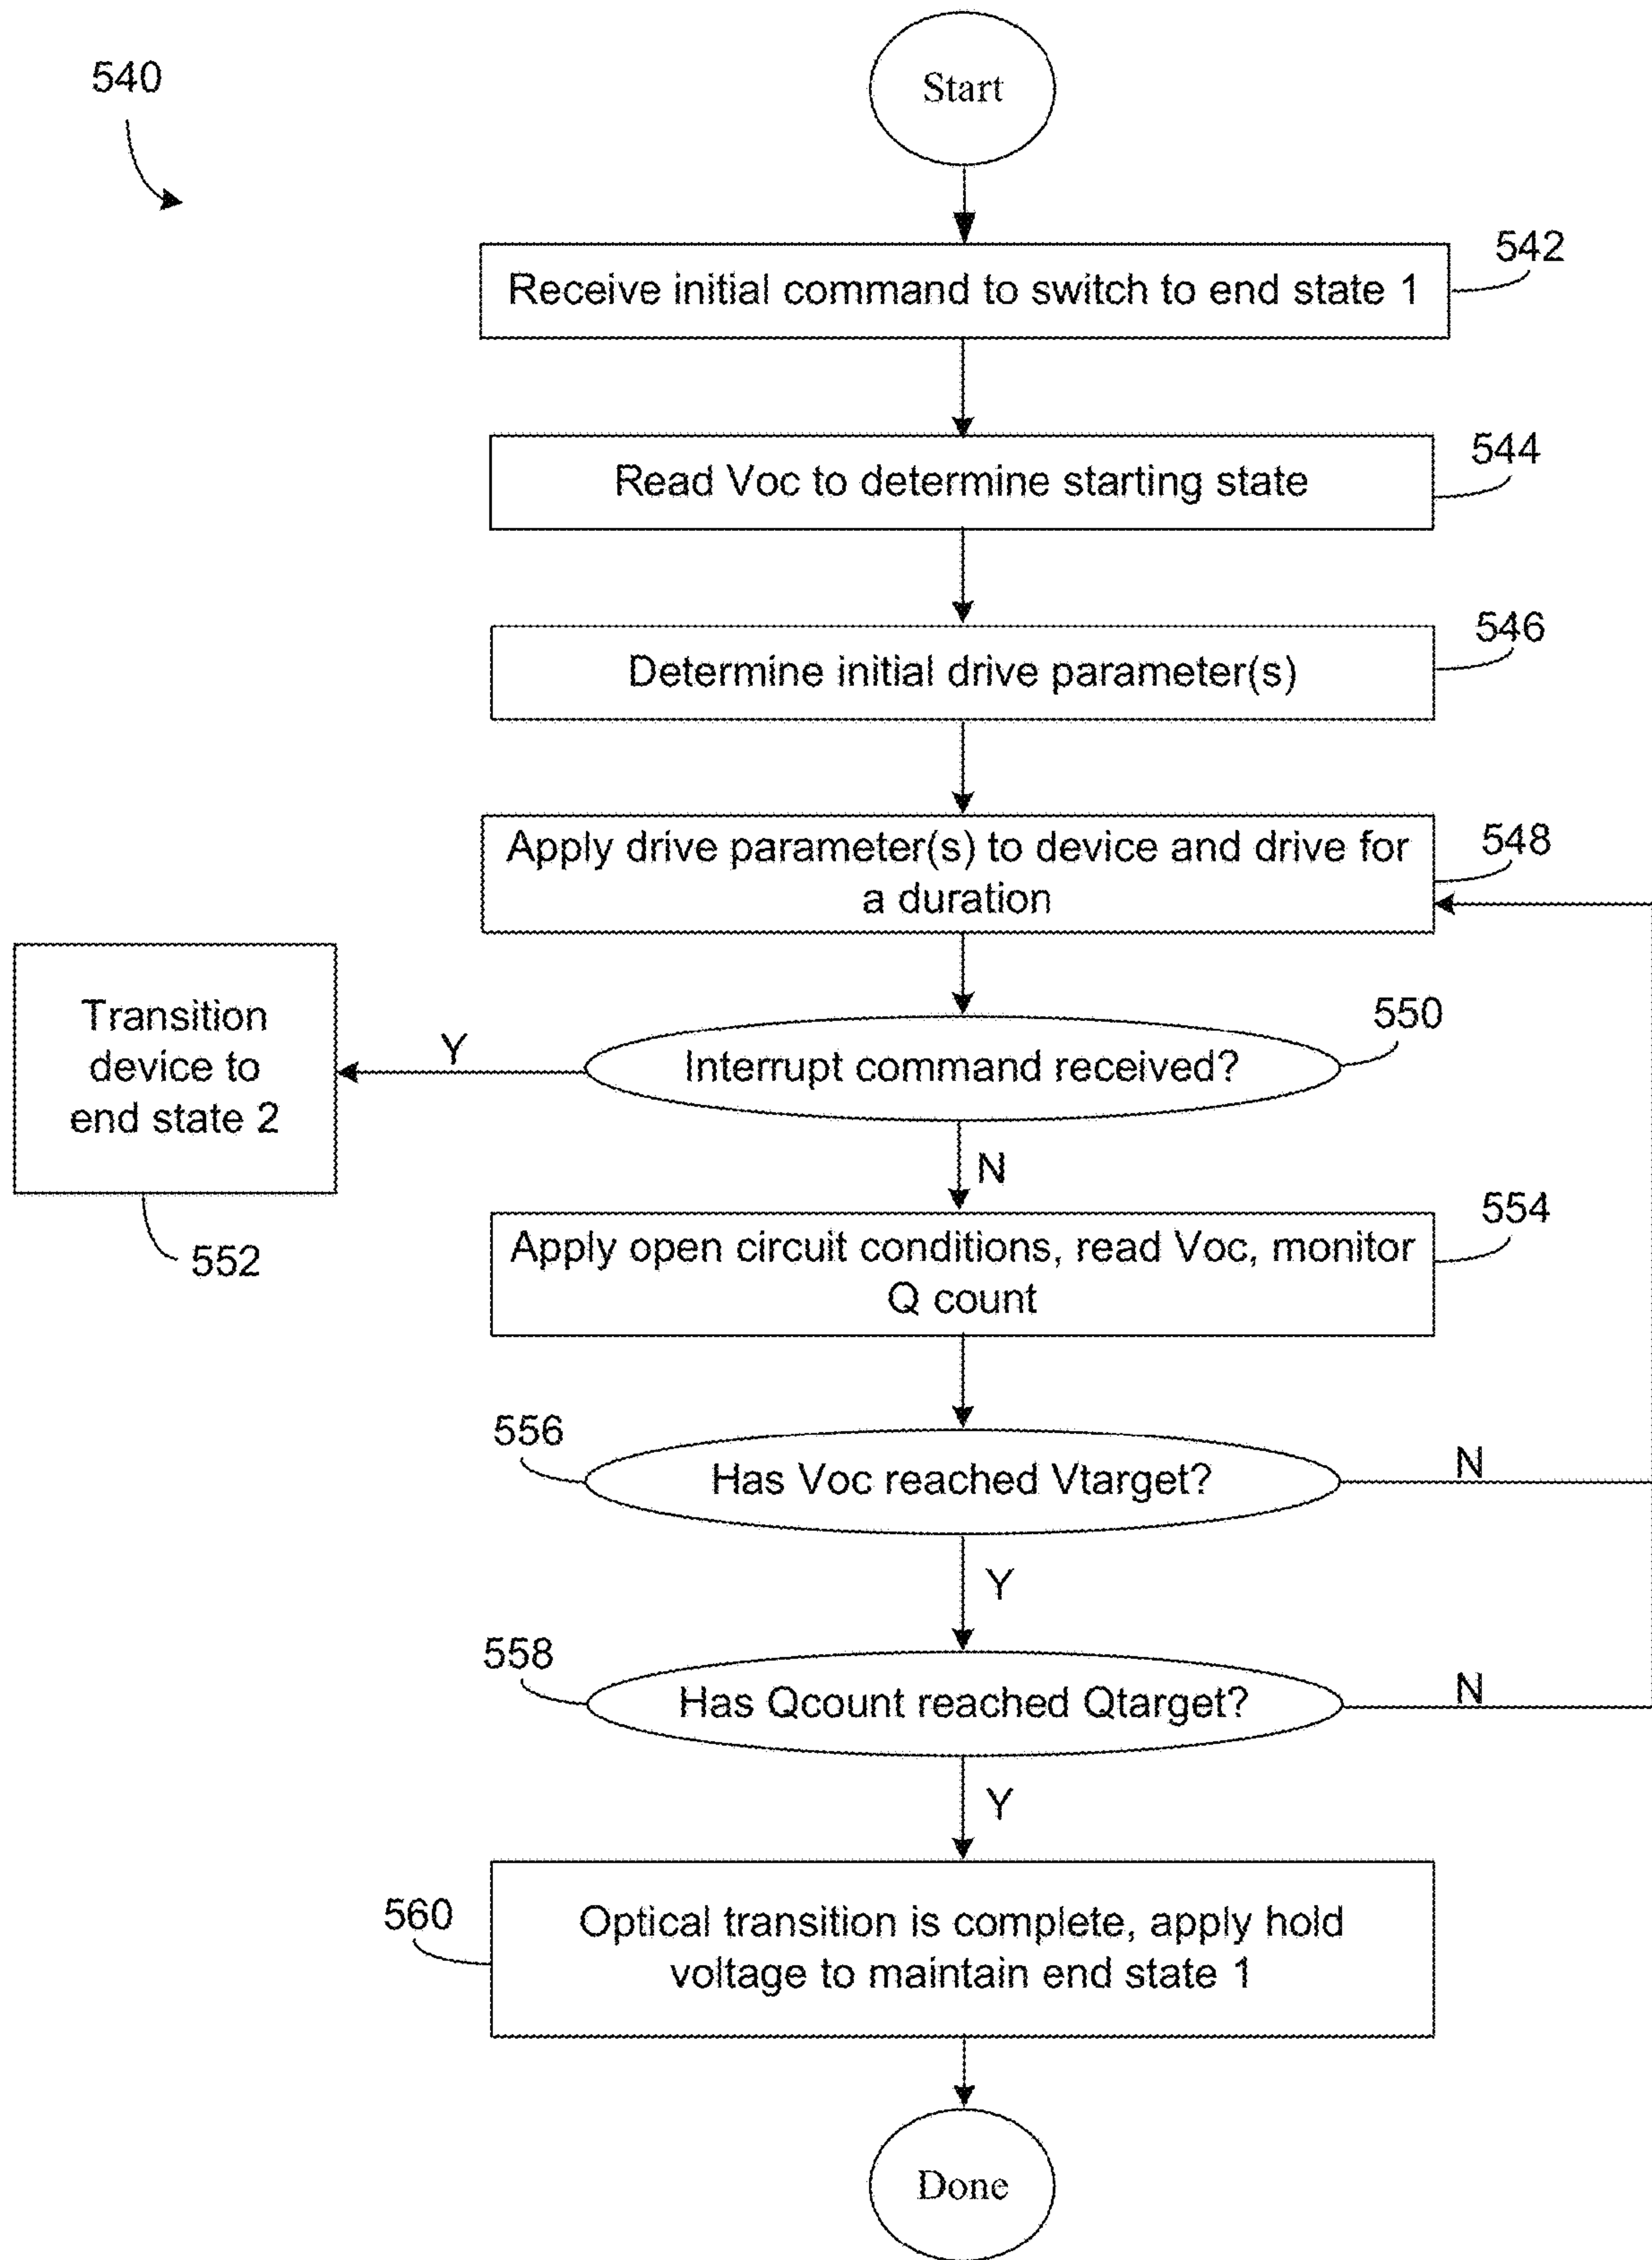 540
Start
542
Receive initial command to switch to end state 1
544
Read Voc to determine starting state
546
Determine initial drive parameter(s)
548
Apply drive parameter(s) to device and drive for
a duration
550
Interrupt command received?
Y
Transition
device to
end state 2
552
N
554
Apply open circuit conditions, read Voc, monitor
Q count
556
Has Voc reached Vtarget?
N
Y
558
Has Qcount reached Qtarget?
N
Y
560
Optical transition is complete, apply hold
voltage to maintain end state 1
Done